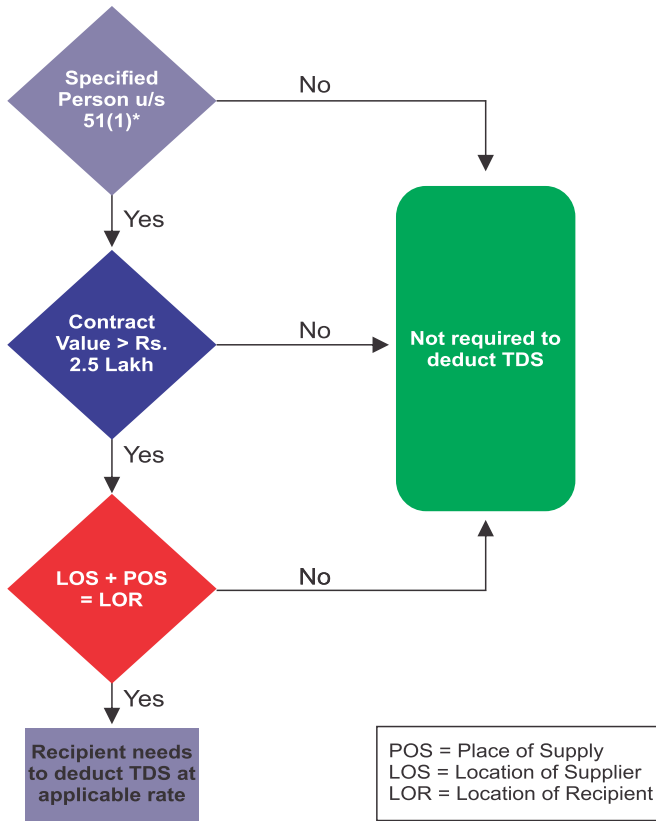 Specified
Person u/s
51(1)*
No
Yes
Contract
Value > Rs.
2.5 Lakh
No
Not required to
deduct TDS
Yes
LOS + POS
= LOR
No
Yes
Recipient needs
to deduct TDS at
applicable rate
POS = Place of Supply
LOS = Location of Supplier
LOR = Location of Recipient